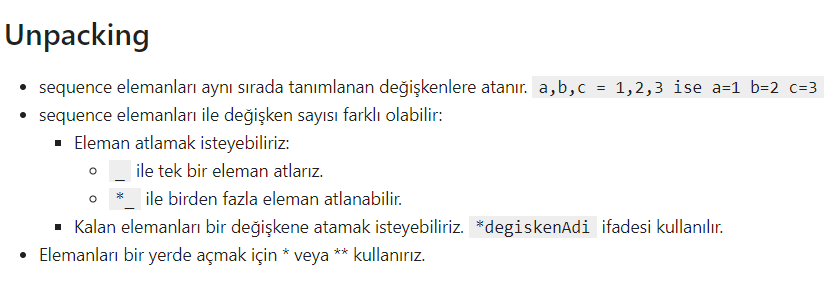 Unpacking
sequence elemanları aynı sırada tanımlanan değişkenlere atanır. a,b,c = 1,2,3 ise a=1 b=2 c=3
sequence elemanları ile değişken sayısı farklı olabilir:
Eleman atlamak isteyebiliriz:
_ ile tek bir eleman atlarız.
*_ ile birden fazla eleman atlanabilir.
Kalan elemanları bir değişkene atamak isteyebiliriz. *degiskenAdi ifadesi kullanılır.
Elemanları bir yerde açmak için * veya ** kullanırız.